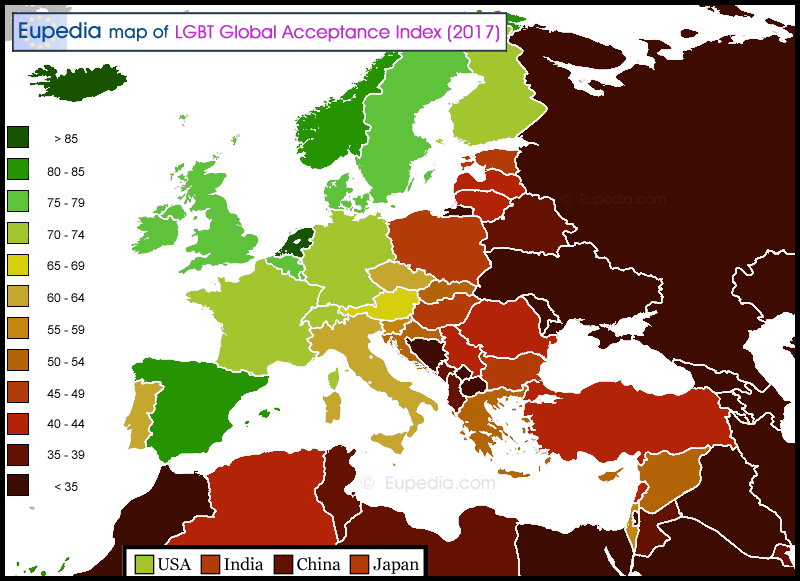 Eupedia map of LGBT Global Acceptance Index (2017)
> 85
80 - 85
75 - 79
70 - 74
65 - 69
60 - 64
55 - 59
50 - 54
45 - 49
40 - 44
35 - 39
< 35
© Eupedia.com
© Eupedia.com
USA India China Japan